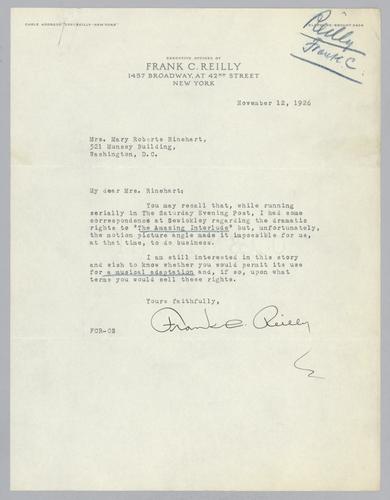 CABLE ADDRESS "REILLY-NEW YORK"
Reilly
Frank C.
EXECUTIVE OFFICES OF
FRANK C. REILLY
1457 BROADWAY, AT 42ND STREET
NEW YORK
November 12, 1926
Mrs. Mary Roberts Rinehart,
521 Munsey Building,
Washington, D.C.
My dear Mrs. Rinehart;
You may recall that, while running
serially in The Saturday Evening Post, I had some
correspondence at Sewickley regarding the dramatic
rights to "The Amazing Interlude" but, unfortunately,
the motion picture angle made it impossible for us,
at that time, to do business.
I am still interested in this story
and wish to know whether you would permit its use
for a musical adaptation and, if so, upon what
terms you would sell these rights.
Yours faithfully,
Frank C. Reilly
FCR-CS